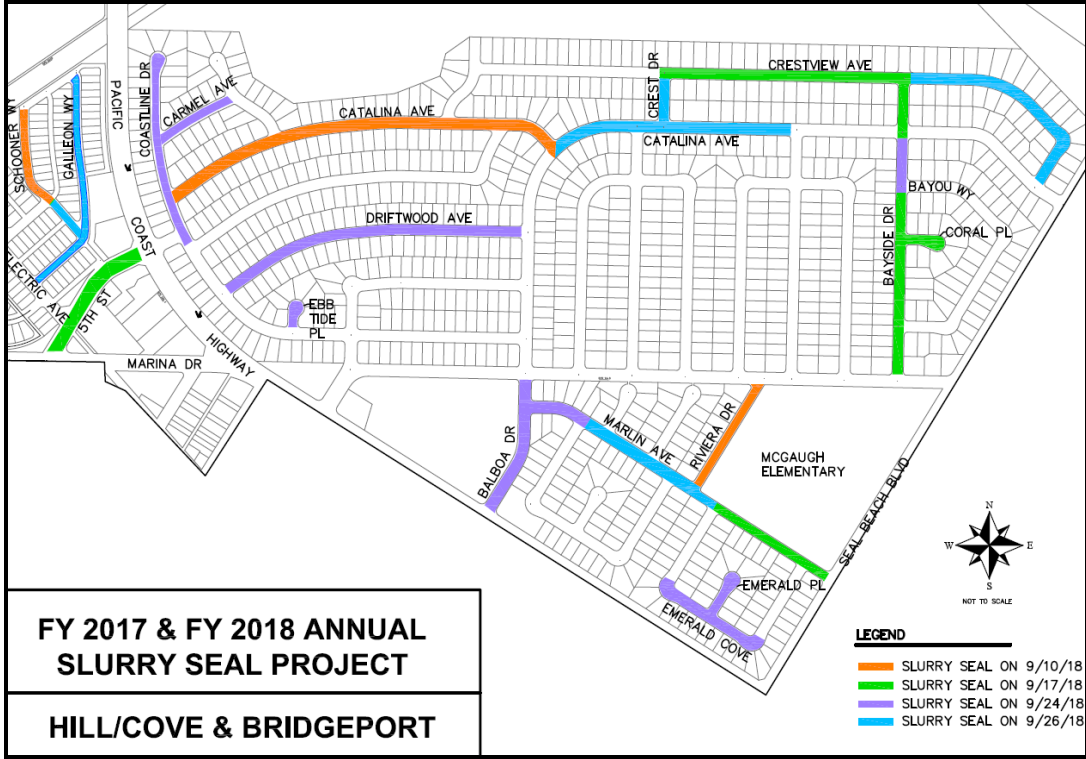 CRESTVIEW AVE
CREST DR
COASTLINE DR
CARMEL AVE
PACIFIC
COAST
HIGHWAY
SCHOONER WY
GALLEON WY
CATALINA AVE
CATALINA AVE
BAYOU WY
DRIFTWOOD AVE
CORAL PL
BAYSIDE DR
ELECTRIC AVE
5TH ST
EBB
TIDE
PL
MARINA DR
BALBOA DR
MARLIN AVE
RIVIERA DR
MCGAUGH
ELEMENTARY
SEAL BEACH BLVD
EMERALD PL
EMERALD COVE
N
W
E
S
NOT TO SCALE
FY 2017 & FY 2018 ANNUAL
SLURRY SEAL PROJECT
HILL/COVE & BRIDGEPORT
LEGEND
SLURRY SEAL ON 9/10/18
SLURRY SEAL ON 9/17/18
SLURRY SEAL ON 9/24/18
SLURRY SEAL ON 9/26/18